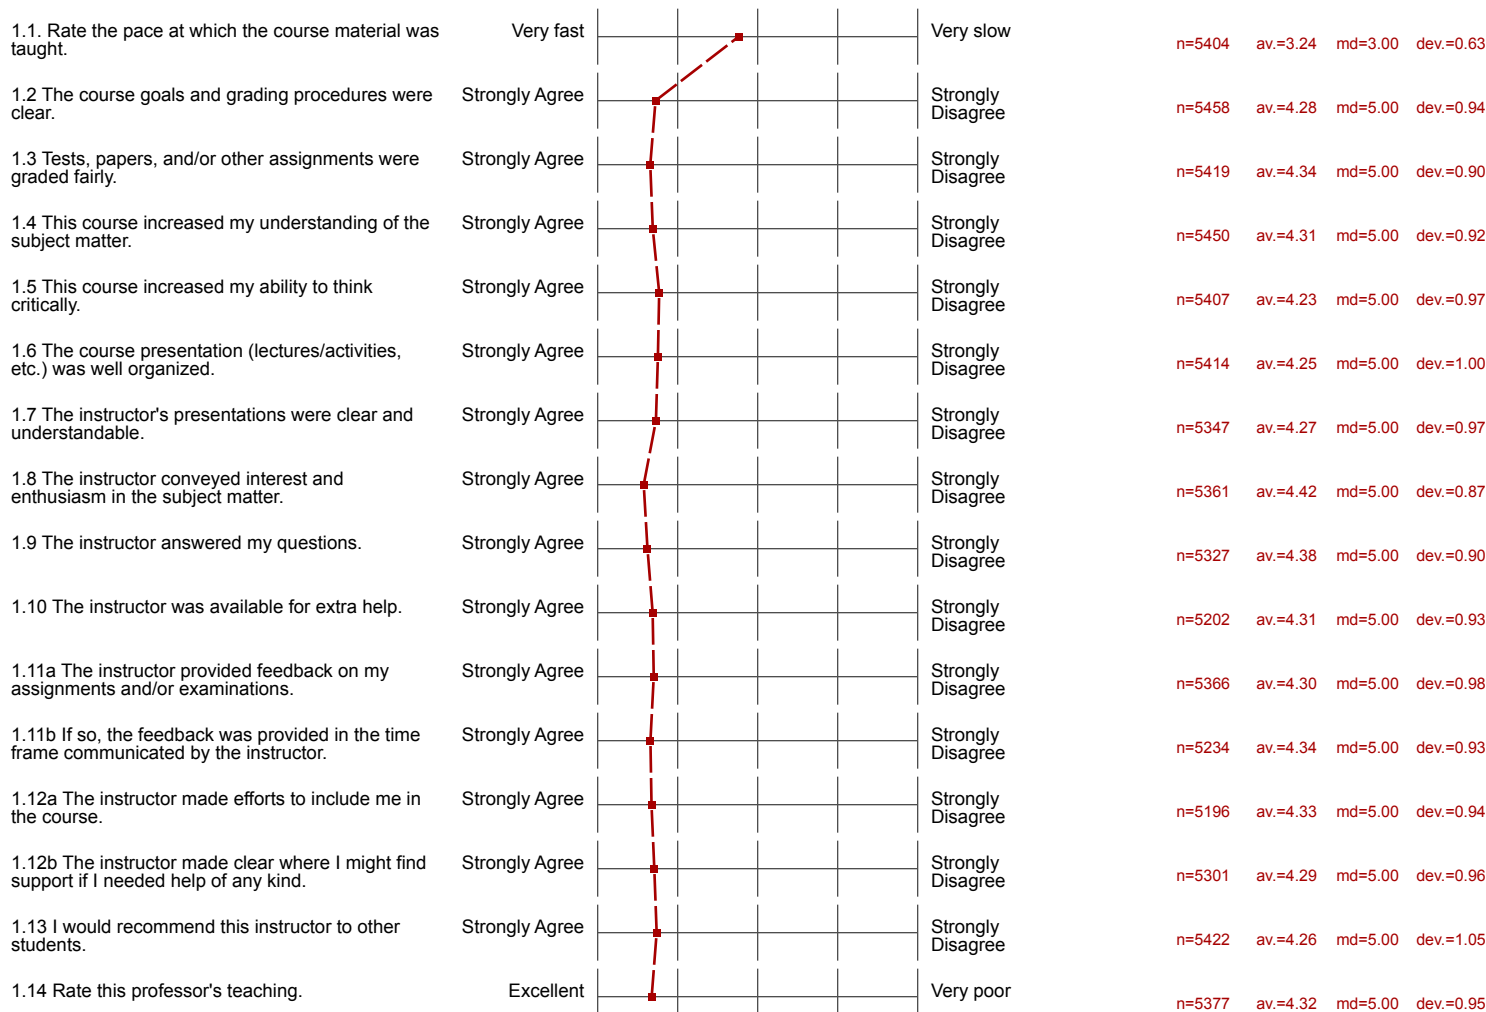 1.1. Rate the pace at which the course material was
taught.
Very fast
Very slow
n=5404 av.=3.24 md=3.00 dev.=0.63
1.2 The course goals and grading procedures were
clear.
Strongly Agree
Strongly
Disagree
n=5458 av.=4.28 md=5.00 dev.=0.94
1.3 Tests, papers, and/or other assignments were
graded fairly.
Strongly Agree
Strongly
Disagree
n=5419 av.=4.34 md=5.00 dev.=0.90
1.4 This course increased my understanding of the
subject matter.
Strongly Agree
Strongly
Disagree
n=5450 av.=4.31 md=5.00 dev.=0.92
1.5 This course increased my ability to think
critically.
Strongly Agree
Strongly
Disagree
n=5407 av.=4.23 md=5.00 dev.=0.97
1.6 The course presentation (lectures/activities,
etc.) was well organized.
Strongly Agree
Strongly
Disagree
n=5414 av.=4.25 md=5.00 dev.=1.00
1.7 The instructor's presentations were clear and
understandable.
Strongly Agree
Strongly
Disagree
n=5347 av.=4.27 md=5.00 dev.=0.97
1.8 The instructor conveyed interest and
enthusiasm in the subject matter.
Strongly Agree
Strongly
Disagree
n=5361 av.=4.42 md=5.00 dev.=0.87
1.9 The instructor answered my questions.
Strongly Agree
Strongly
Disagree
n=5327 av.=4.38 md=5.00 dev.=0.90
1.10 The instructor was available for extra help.
Strongly Agree
Strongly
Disagree
n=5202 av.=4.31 md=5.00 dev.=0.93
1.11a The instructor provided feedback on my
assignments and/or examinations.
Strongly Agree
Strongly
Disagree
n=5366 av.=4.30 md=5.00 dev.=0.98
1.11b If so, the feedback was provided in the time
frame communicated by the instructor.
Strongly Agree
Strongly
Disagree
n=5234 av.=4.34 md=5.00 dev.=0.93
1.12a The instructor made efforts to include me in
the course.
Strongly Agree
Strongly
Disagree
n=5196 av.=4.33 md=5.00 dev.=0.94
1.12b The instructor made clear where I might find
support if I needed help of any kind.
Strongly Agree
Strongly
Disagree
n=5301 av.=4.29 md=5.00 dev.=0.96
1.13 I would recommend this instructor to other
students.
Strongly Agree
Strongly
Disagree
n=5422 av.=4.26 md=5.00 dev.=1.05
1.14 Rate this professor's teaching.
Excellent
Very poor
n=5377 av.=4.32 md=5.00 dev.=0.95